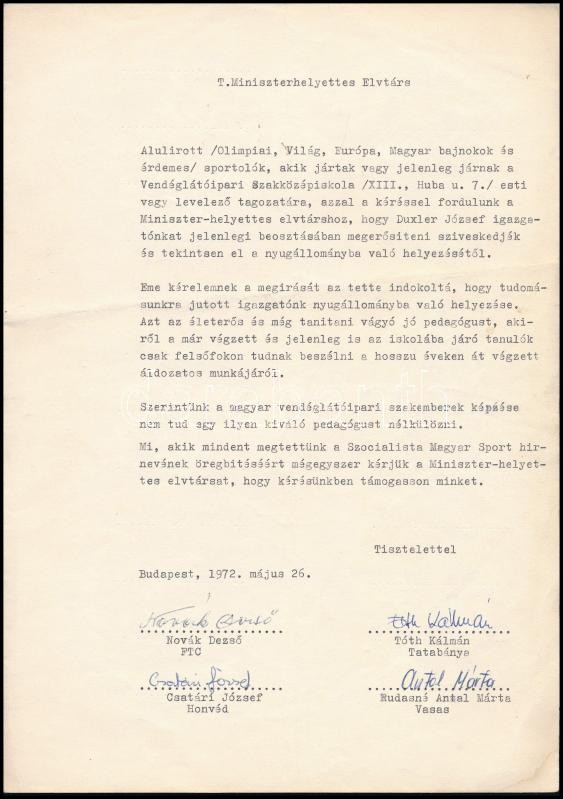 T.Miniszterhelyettes Elvtárs
Alulirott /Olimpiai, Világ, Európa, Magyar bajnokok és
érdemes/ sportolók, akik jártak vagy jelenleg járnak a
Vendéglátóipari Szakközépiskola /XIII., Huba u. 7./ esti
vagy levelező tagozatára, azzal a kéréssel fordulunk a
Miniszter-helyettes elvtárshoz, hogy Duxler József igazga-
tónkat jelenlegi beosztásában megerősiteni sziveskedjék
és tekintsen el a nyugállományba való helyezésétől.
Eme kérelemnek a megirását az tette indokoltá, hogy tudomá-
sunkra jutott igazgatónk nyugállományba való helyezése.
Azt az életerős és még tanitani vágyó jó pedagógust, aki-
ről a már végzett és jelenleg is az iskolába járó tanulók
csak felsőfokon tudnak beszélni a hosszu éveken át végzett
áldozatos munkájáról.
Szerintünk a magyar vendéglátóipari szakemberek képzése
nem tud egy ilyen kiváló pedagógust nélkülözni.
Mi, akik mindent megtettünk a Szocialista Magyar Sport hir-
nevének öregbitéséért mégegyszer kérjük a Miniszter-helyet-
tes elvtársat, hogy kérésünkben támogasson minket.
Tisztelettel
Budapest, 1972. május 26.
Novák Dezső
Tóth Kálmán
Novák Dezső
Tóth Kálmán
FTC
Tatabánya
Csatári József
Antal Márta
Csatári József
Rudasné Antal Márta
Honvéd
Vasas